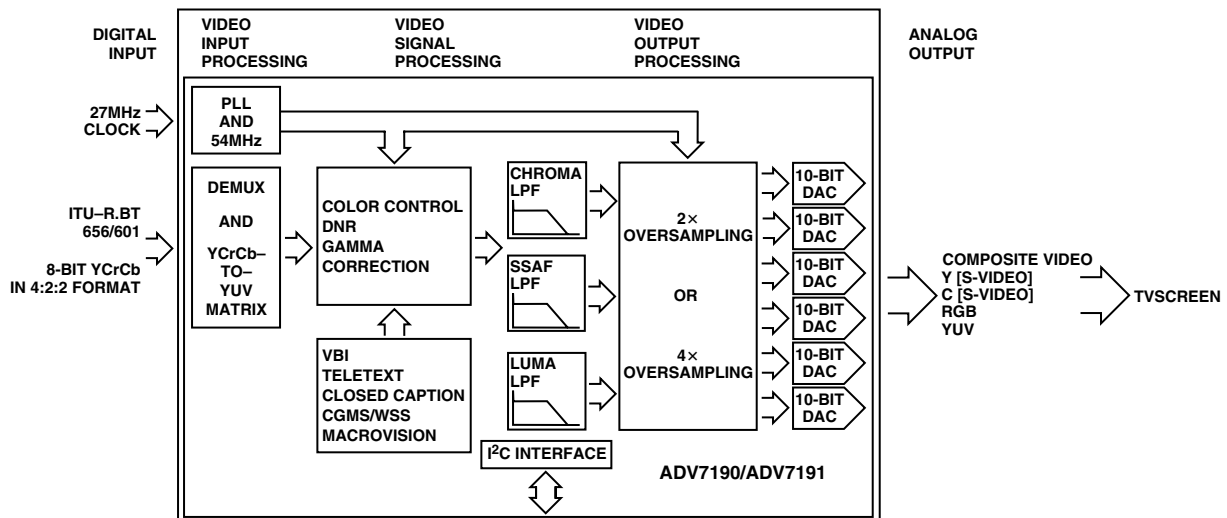 DIGITAL
INPUT
VIDEO
INPUT
PROCESSING
VIDEO
SIGNAL
PROCESSING
VIDEO
OUTPUT
PROCESSING
ANALOG
OUTPUT
27MHz
CLOCK
PLL
AND
54MHz
ITU–R.BT
656/601
8-BIT YCrCb
IN 4:2:2 FORMAT
DEMUX
AND
YCrCb–
TO–
YUV
MATRIX
COLOR CONTROL
DNR
GAMMA
CORRECTION
VBI
TELETEXT
CLOSED CAPTION
CGMS/WSS
MACROVISION
CHROMA
LPF
SSAF
LPF
LUMA
LPF
I²C INTERFACE
2×
OVERSAMPLING
OR
4×
OVERSAMPLING
10-BIT
DAC
10-BIT
DAC
10-BIT
DAC
10-BIT
DAC
10-BIT
DAC
10-BIT
DAC
ADV7190/ADV7191
COMPOSITE VIDEO
Y [S-VIDEO]
C [S-VIDEO]
RGB
YUV
TVSCREEN